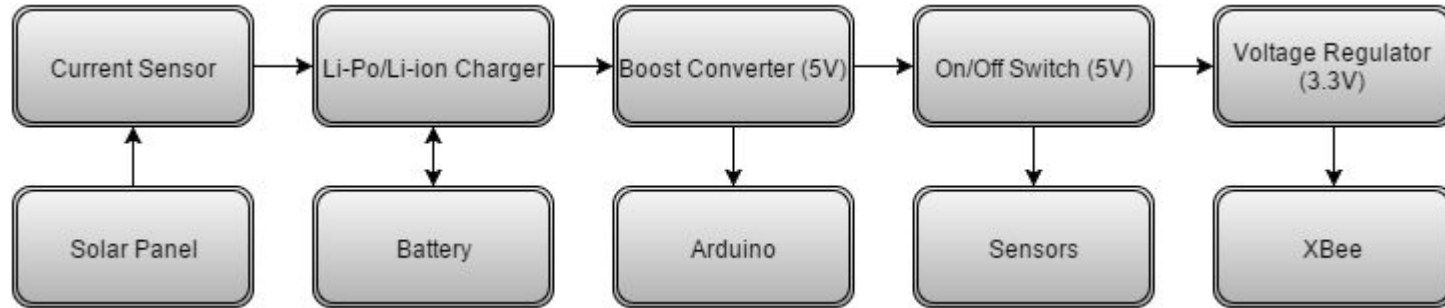 Current Sensor
Li-Po/Li-ion Charger
Boost Converter (5V)
On/Off Switch (5V)
Voltage Regulator
(3.3V)
Solar Panel
Battery
Arduino
Sensors
XBee